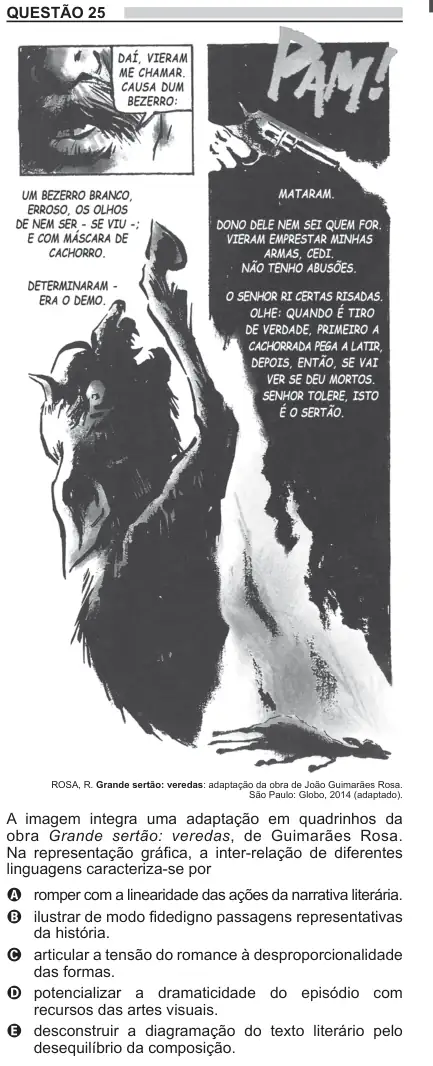 QUESTÃO 25
DAÍ, VIERAM
ME CHAMAR.
CAUSA DUM
BEZERRO:
PAM!
UM BEZERRO BRANCO,
ERROSO, OS OLHOS
DE NEM SER - SE VIU -;
E COM MÁSCARA DE
CACHORRO.
DETERMINARAM -
ERA O DEMO.
MATARAM.
DONO DELE NEM SEI QUEM FOR.
VIERAM EMPRESTAR MINHAS
ARMAS, CEDI.
NÃO TENHO ABUSÕES.
O SENHOR RI CERTAS RISADAS.
OLHE: QUANDO É TIRO
DE VERDADE, PRIMEIRO A
CACHORRADA PEGA A LATIR,
DEPOIS, ENTÃO, SE VAI
VER SE DEU MORTOS.
SENHOR TOLERE, ISTO
É O SERTÃO.
ROSA, R. Grande sertão: veredas: adaptação da obra de João Guimarães Rosa.
São Paulo: Globo, 2014 (adaptado).
A imagem integra uma adaptação em quadrinhos da
obra Grande sertão: veredas, de Guimarães Rosa.
Na representação gráfica, a inter-relação de diferentes
linguagens caracteriza-se por
A romper com a linearidade das ações da narrativa literária.
B ilustrar de modo fidedigno passagens representativas
da história.
C articular a tensão do romance à desproporcionalidade
das formas.
D potencializar a dramaticidade do episódio com
recursos das artes visuais.
E desconstruir a diagramação do texto literário pelo
desequilíbrio da composição.